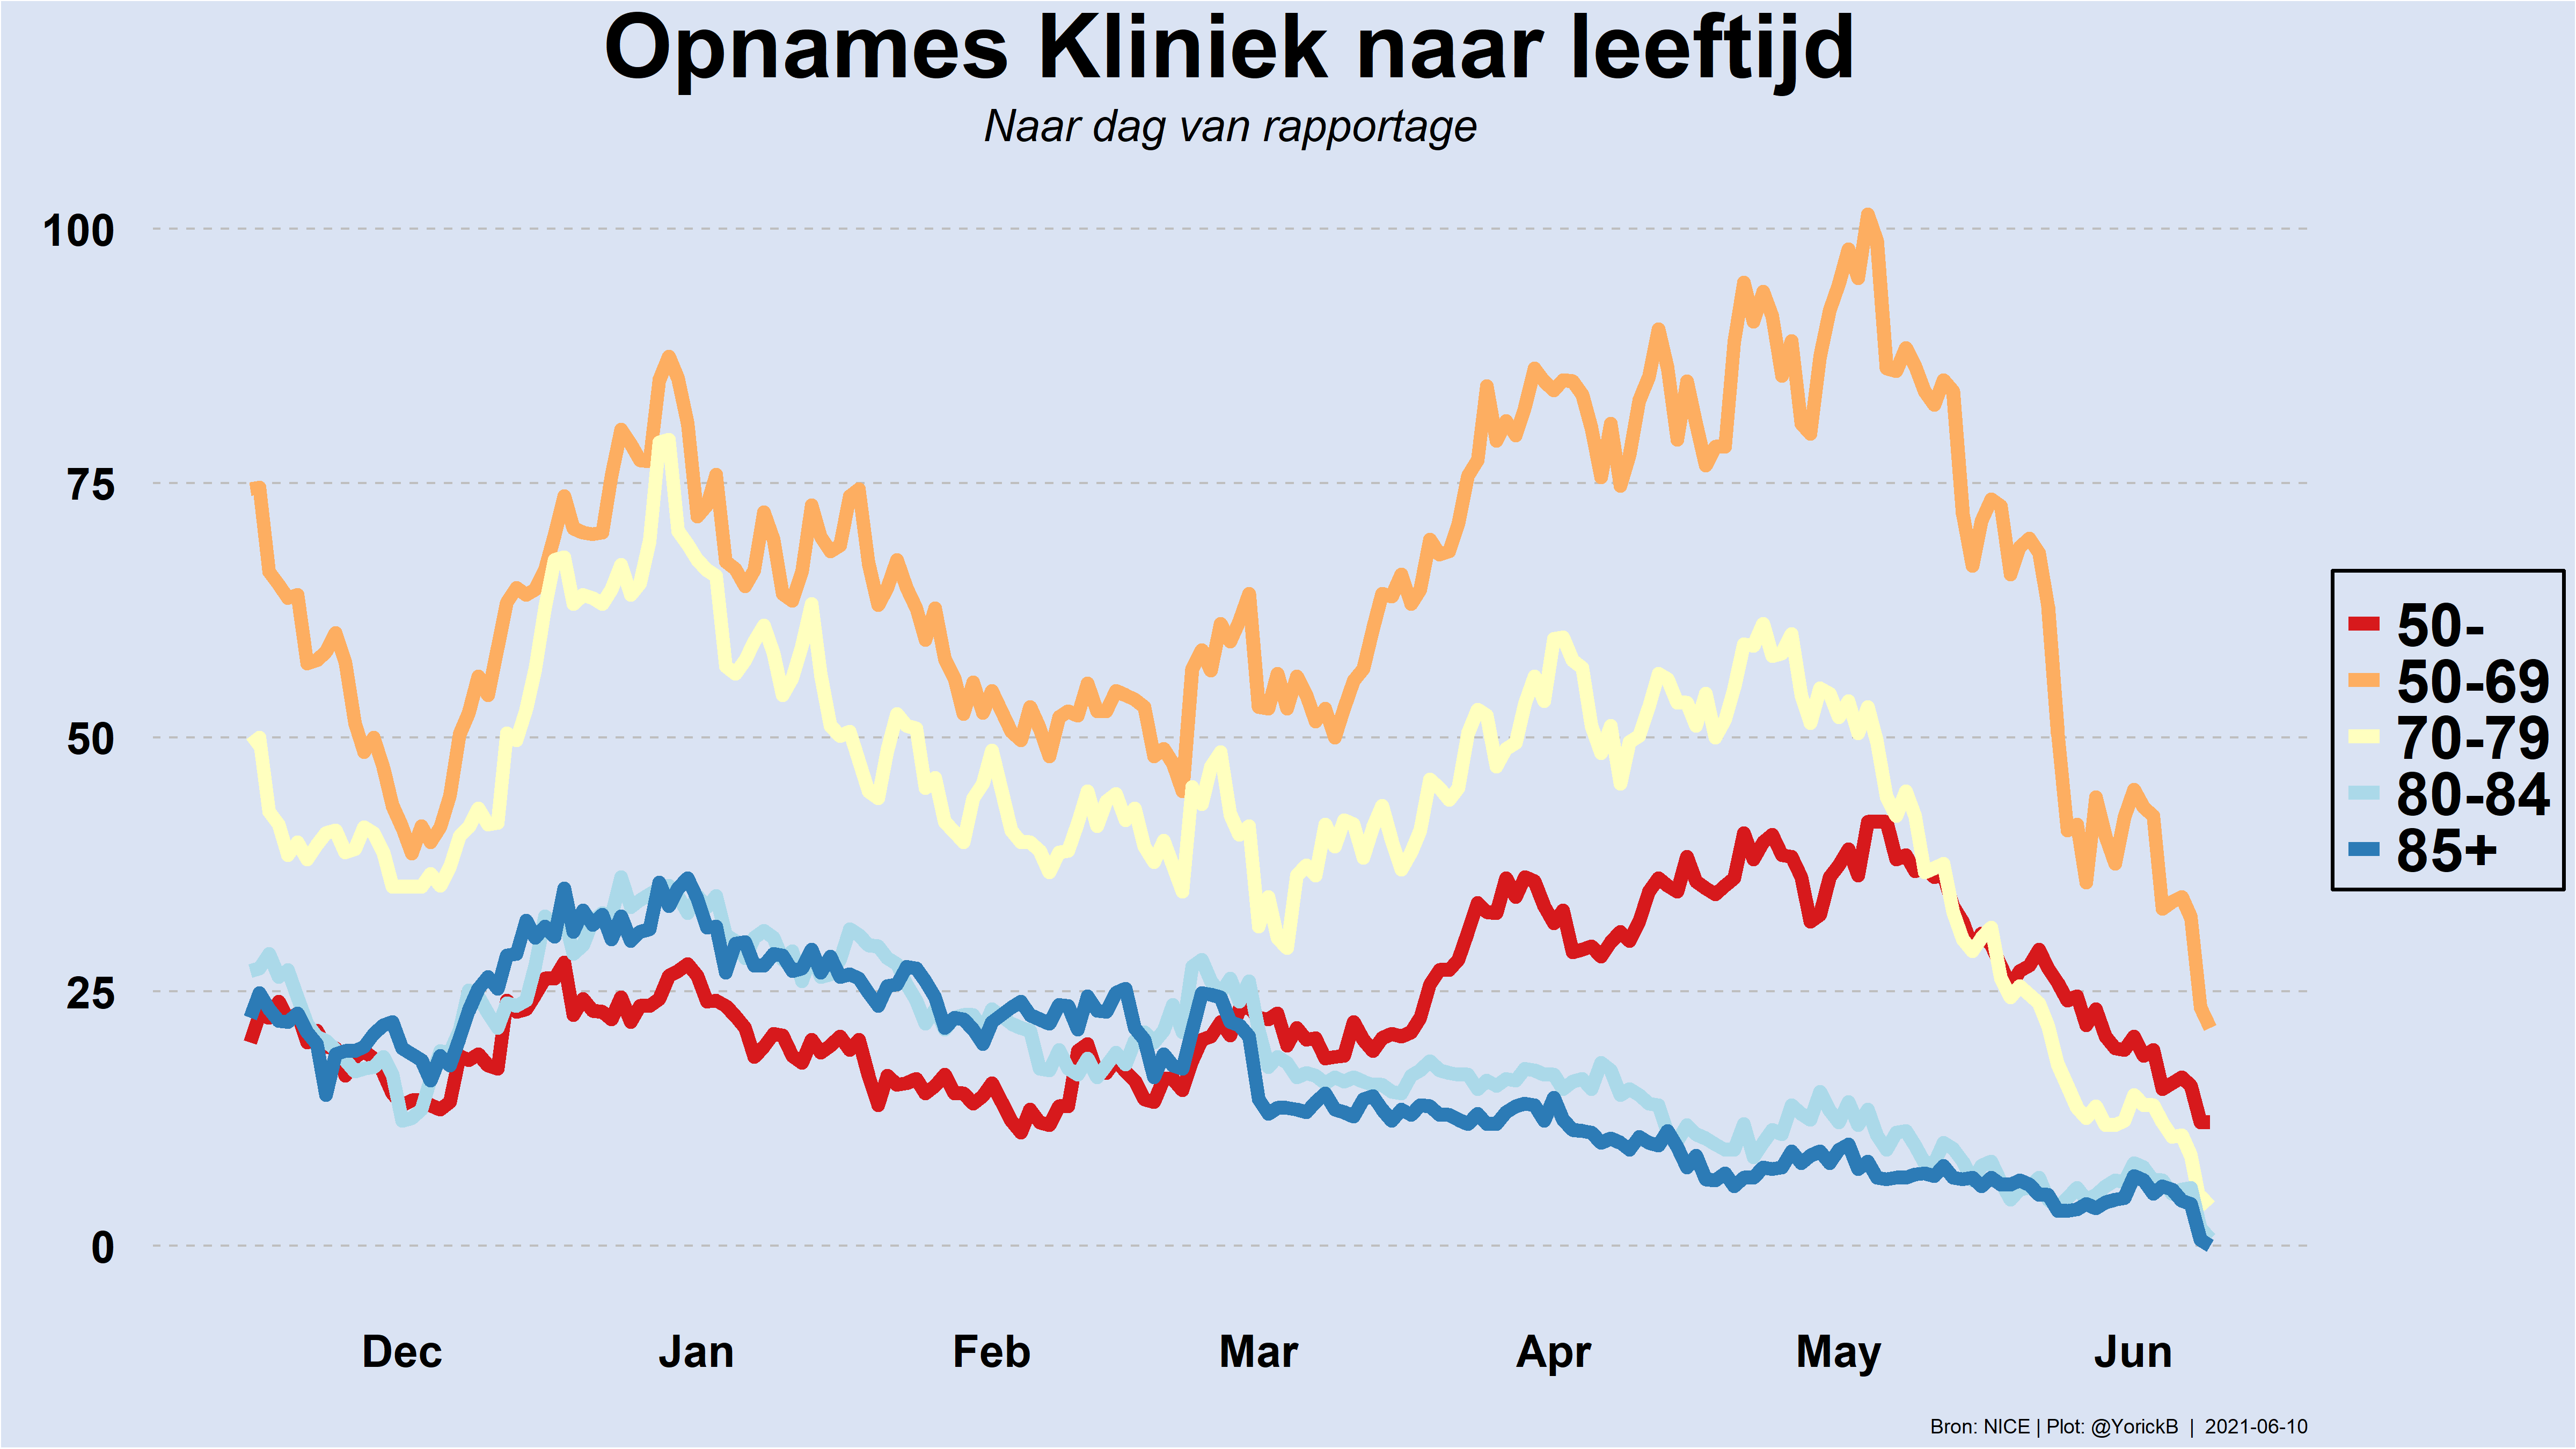 Opnames Kliniek naar leeftijd
Naar dag van rapportage
100
75
50
25
0
Dec Jan Feb Mar Apr May Jun
50-
50-69
70-79
80-84
85+
Bron: NICE | Plot: @YorickB | 2021-06-10